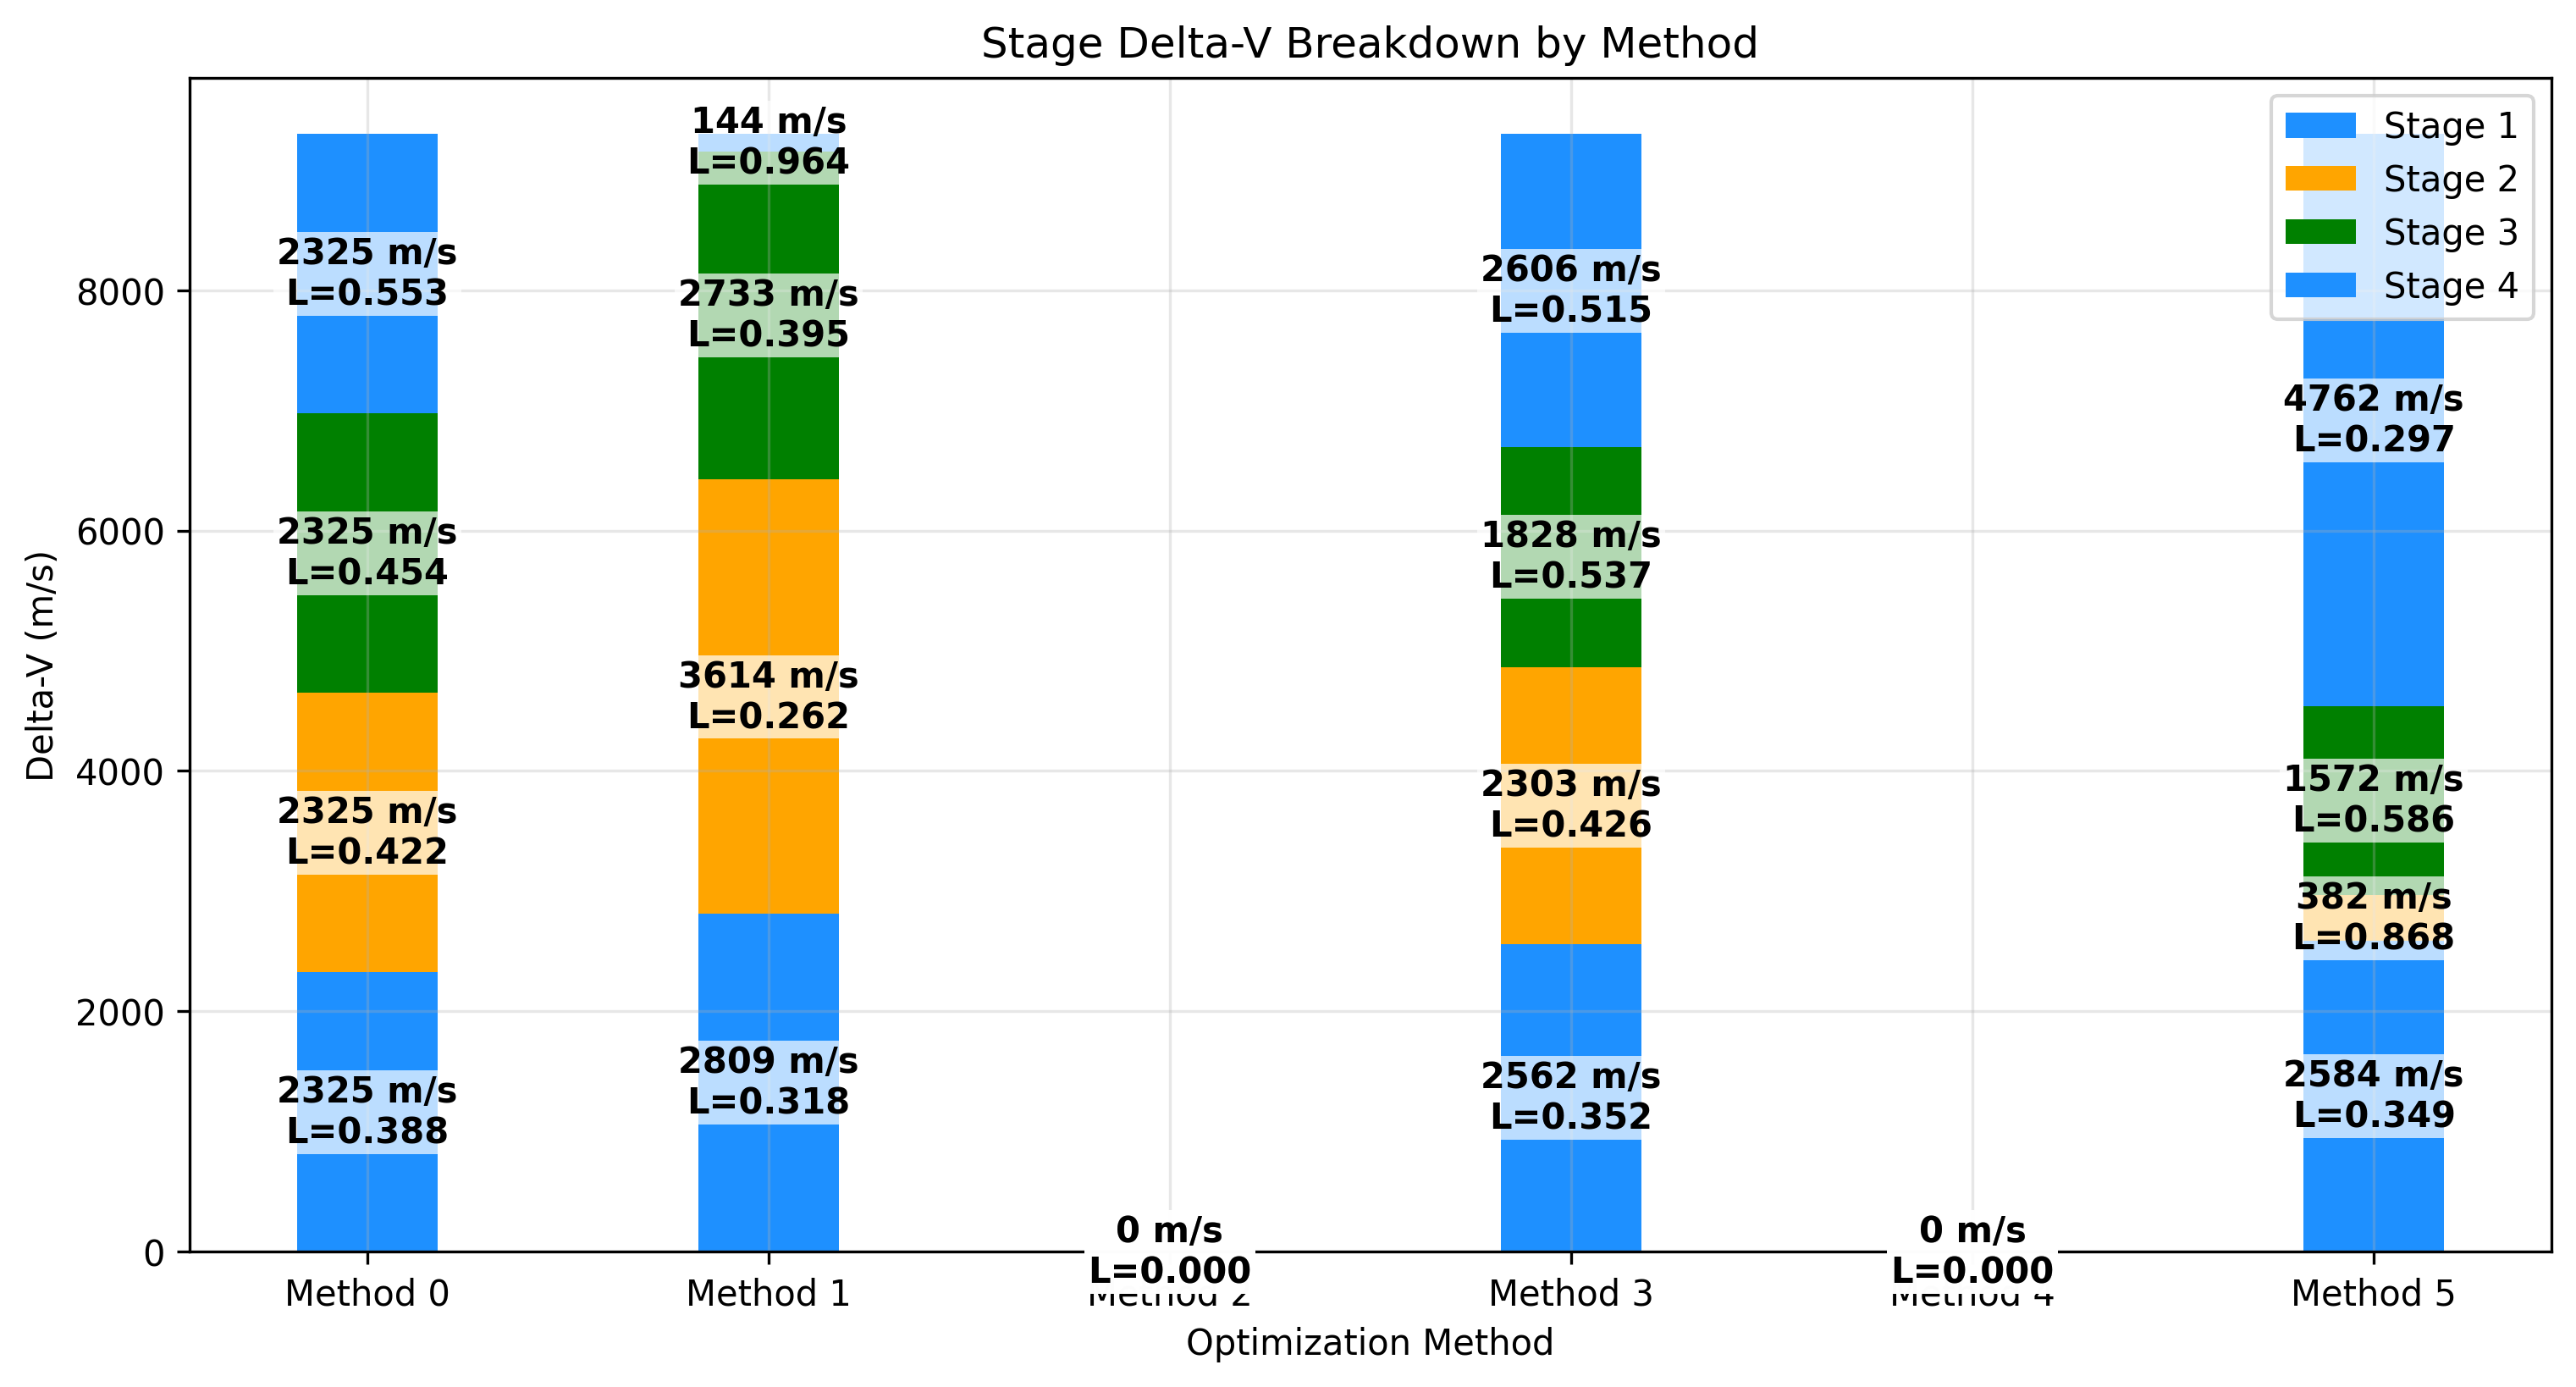 Stage Delta-V Breakdown by Method
Stage 1
Stage 2
Stage 3
Stage 4
Delta-V (m/s)
8000
6000
4000
2000
0
2325 m/s
L=0.553
2325 m/s
L=0.454
2325 m/s
L=0.422
2325 m/s
L=0.388
144 m/s
L=0.964
2733 m/s
L=0.395
3614 m/s
L=0.262
2809 m/s
L=0.318
0 m/s
L=0.000
2606 m/s
L=0.515
1828 m/s
L=0.537
2303 m/s
L=0.426
2562 m/s
L=0.352
0 m/s
L=0.000
4762 m/s
L=0.297
1572 m/s
L=0.586
382 m/s
L=0.868
2584 m/s
L=0.349
Method 0
Method 1
Method 2
Method 3
Method 4
Method 5
Optimization Method